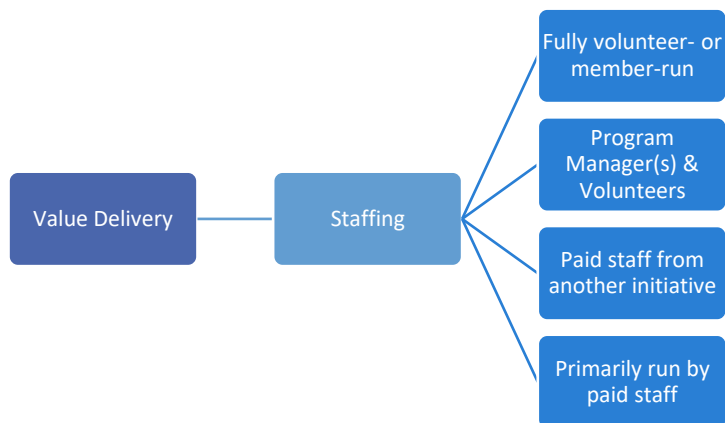 Value Delivery
Staffing
Fully volunteer- or
member-run
Program
Manager(s) &
Volunteers
Paid staff from
another initiative
Primarily run by
paid staff